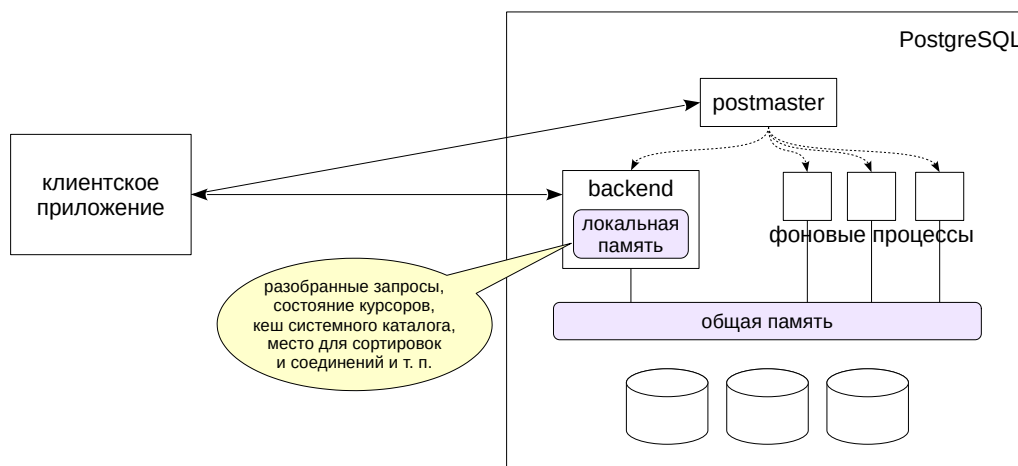 PostgreSQL
postmaster
клиентское
приложение
backend
локальная
память
фоновые процессы
разобранные запросы,
состояние курсоров,
кеш системного каталога,
место для сортировок
и соединений и т. п.
общая память